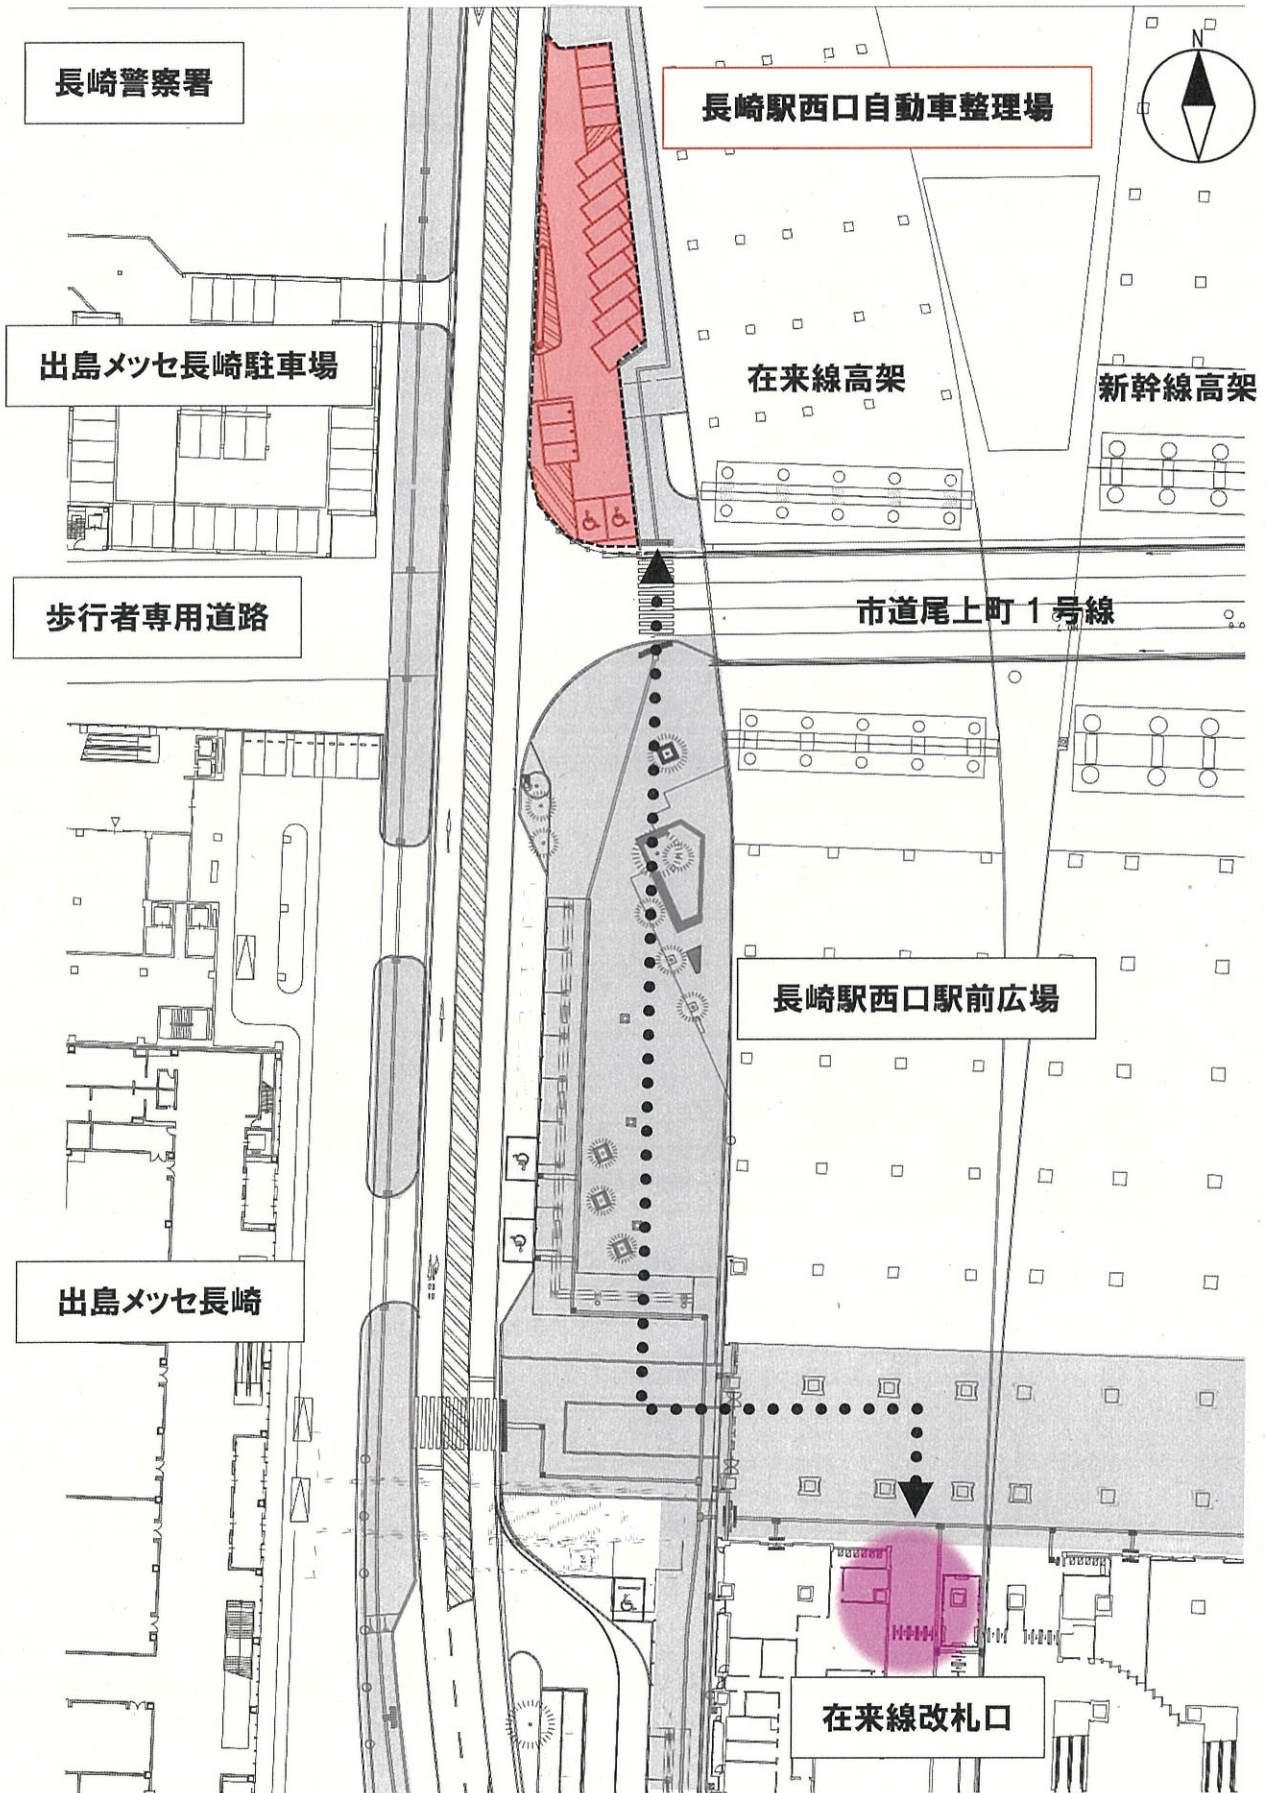 N
長崎警察署
長崎駅西口自動車整理場
出島メッセ長崎駐車場
在来線高架
新幹線高架
歩行者専用道路
市道尾上町1号線
長崎駅西口駅前広場
出島メッセ長崎
在来線改札口